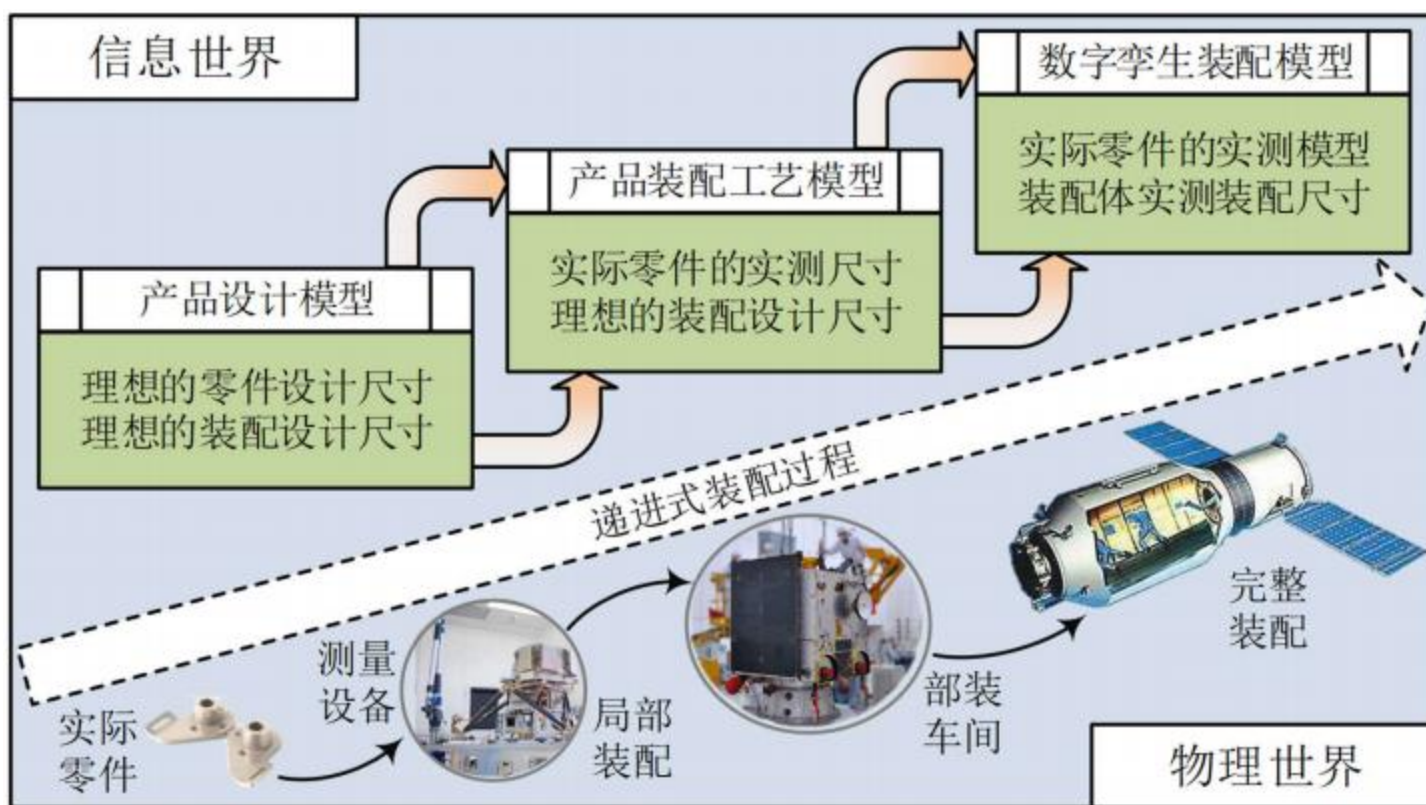 信息世界
数字孪生装配模型
实际零件的实测模型
装配体实测装配尺寸
产品装配工艺模型
实际零件的实测尺寸
理想的装配设计尺寸
产品设计模型
理想的零件设计尺寸
理想的装配设计尺寸
递进式装配过程
实际
零件
测量
设备
局部
装配
部装
车间
完整
装配
物理世界